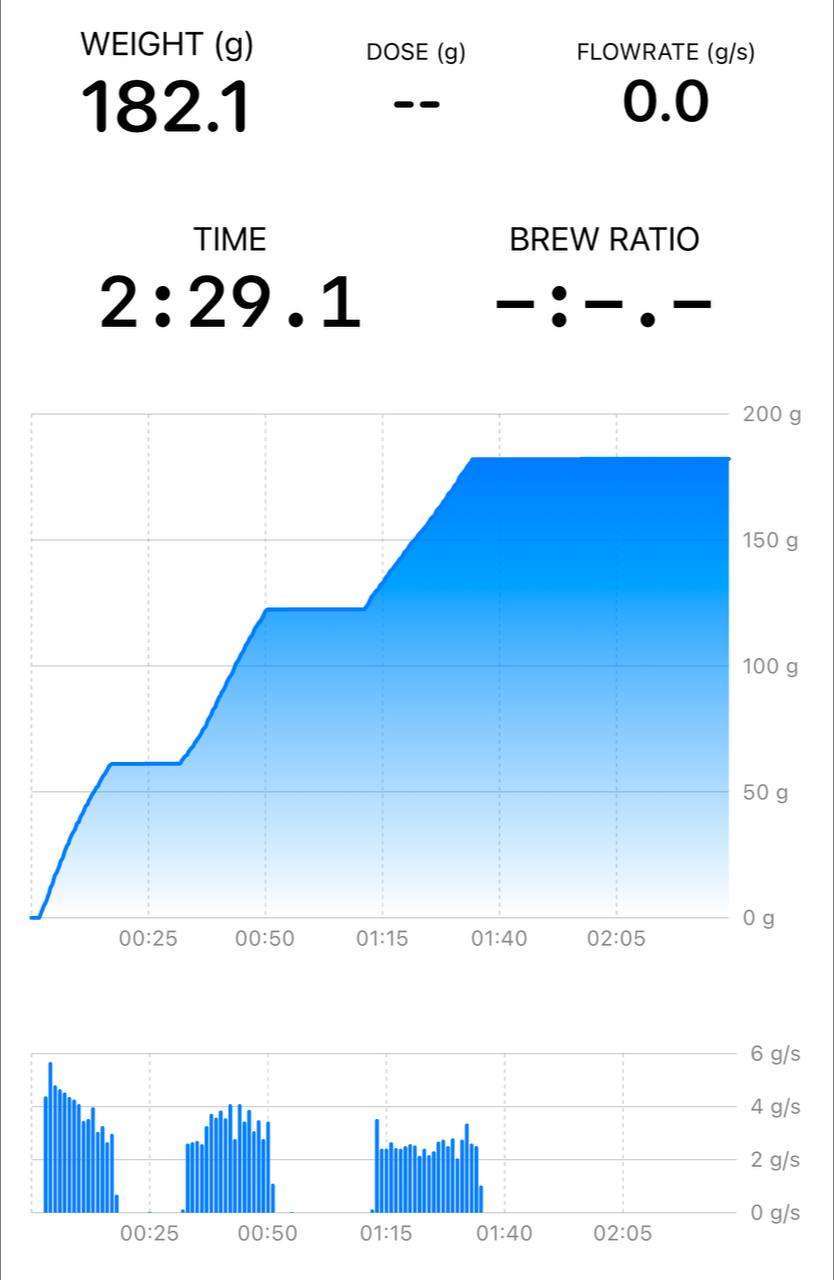 WEIGHT (g) DOSE (g) FLOWRATE (g/s)
182.1 -- 0.0
TIME BREW RATIO
2:29.1 -:-.-
200 g
150 g
100 g
50 g
0 g
00:25 00:50 01:15 01:40 02:05
6 g/s
4 g/s
2 g/s
0 g/s
00:25 00:50 01:15 01:40 02:05